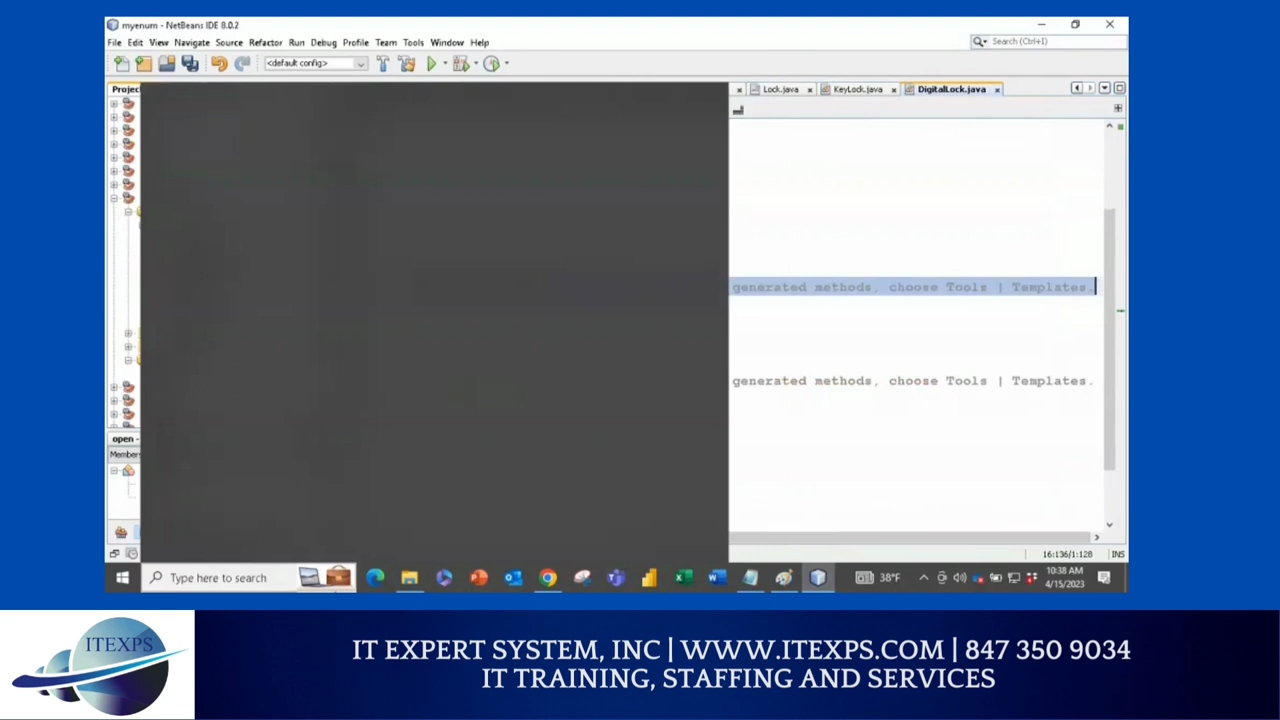 myenum - NetBeans IDE 8.0.2
File Edit View Navigate Source Refactor Run Debug Profile Team Tools Window Help
Search (Ctrl+I)
<default config>
Projec
Lock.java
KeyLock.java
DigitalLock.java
generated methods, choose Tools | Templates.
generated methods, choose Tools | Templates.
open -
Member
16:136/1:128
INS
Type here to search
38°F
10:38 AM
4/15/2023
ITEXPS
IT EXPERT SYSTEM, INC | WWW.ITEXPS.COM | 847 350 9034
IT TRAINING, STAFFING AND SERVICES